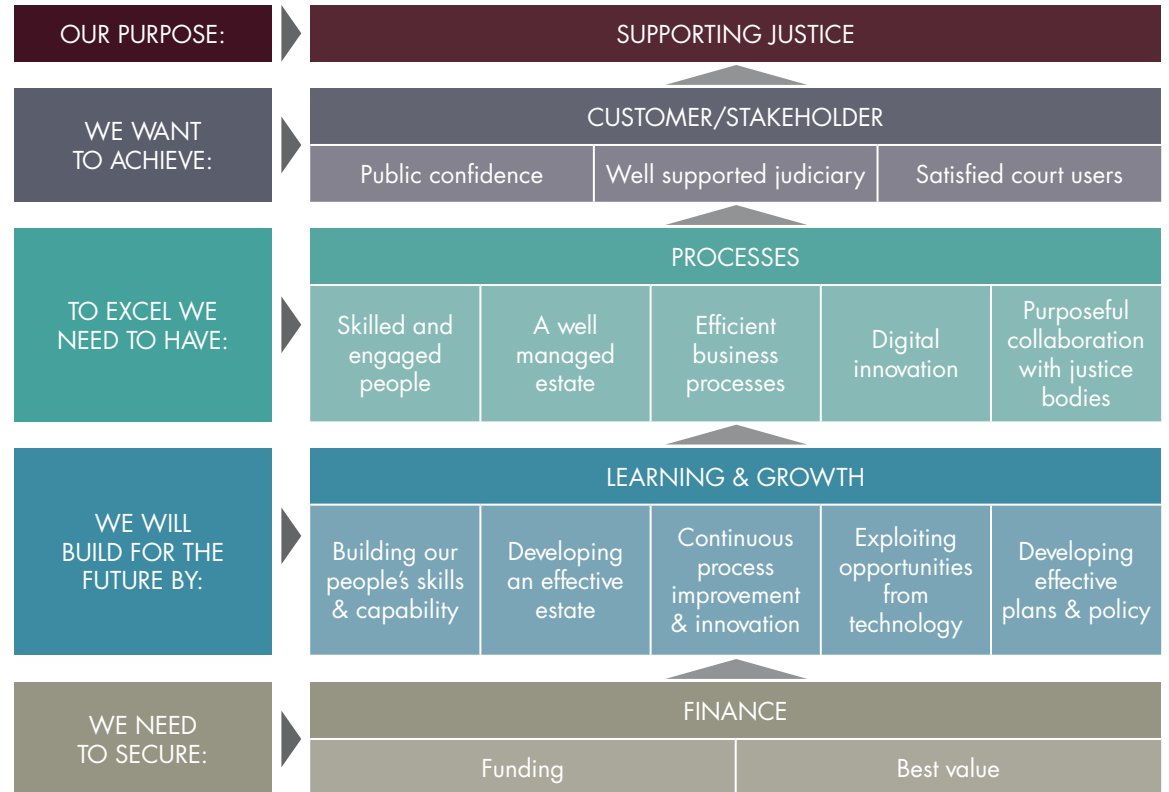 OUR PURPOSE:
SUPPORTING JUSTICE
WE WANT
TO ACHIEVE:
CUSTOMER/STAKEHOLDER
Public confidence
Well supported judiciary
Satisfied court users
TO EXCEL WE
NEED TO HAVE:
PROCESSES
Skilled and
engaged
people
A well
managed
estate
Efficient
business
processes
Digital
innovation
Purposeful
collaboration
with justice
bodies
WE WILL
BUILD FOR THE
FUTURE BY:
LEARNING & GROWTH
Building our
people’s skills
& capability
Developing
an effective
estate
Continuous
process
improvement
& innovation
Exploiting
opportunities
from
technology
Developing
effective
plans & policy
WE NEED
TO SECURE:
FINANCE
Funding
Best value